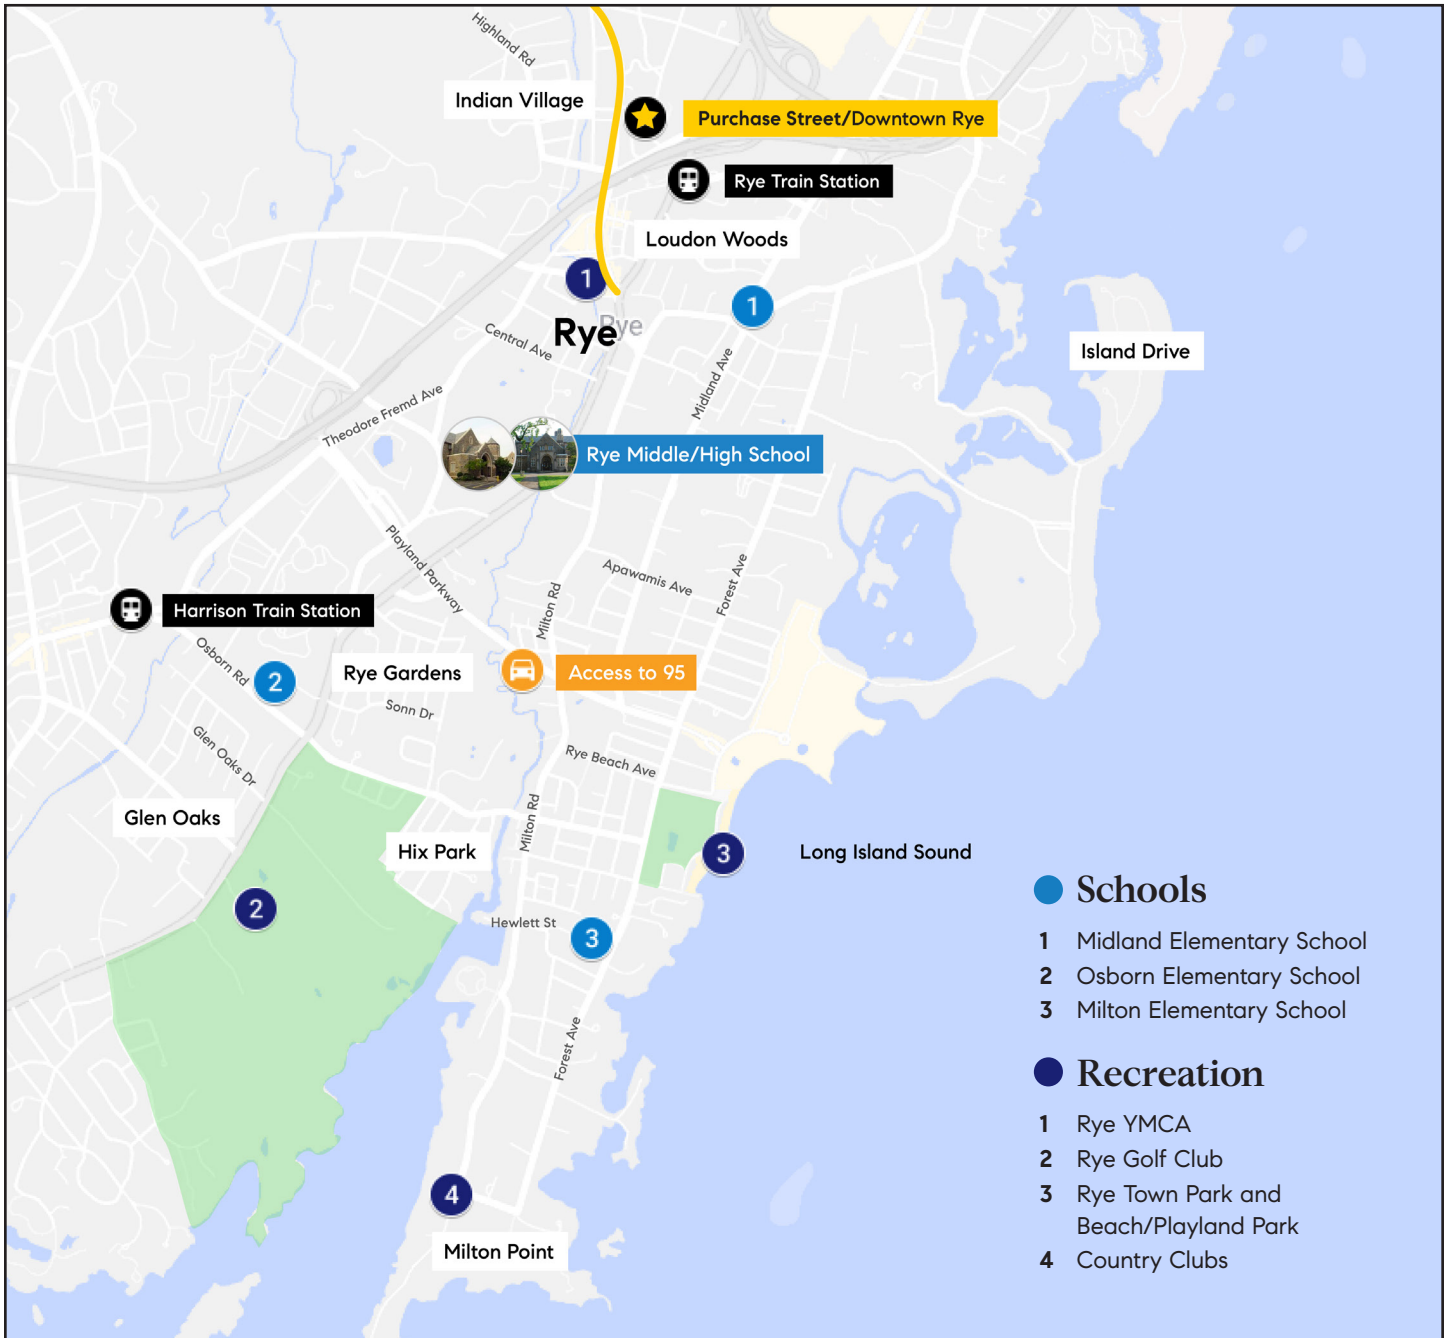 Highland Rd
Indian Village
Purchase Street/Downtown Rye
Rye Train Station
Loudon Woods
1
1
Rye
Rye
Central Ave
Island Drive
Midland Ave
Theodore Fremd Ave
Rye Middle/High School
Playland Parkway
Apawamis Ave
Forest Ave
Milton Rd
Harrison Train Station
Osborn Rd
2
Rye Gardens
Access to 95
Sonn Dr
Glen Oaks Dr
Rye Beach Ave
Glen Oaks
Milton Rd
Hix Park
3
Long Island Sound
2
Hewlett St
3
Forest Ave
4
Milton Point
Schools
1 Midland Elementary School
2 Osborn Elementary School
3 Milton Elementary School
Recreation
1 Rye YMCA
2 Rye Golf Club
3 Rye Town Park and
Beach/Playland Park
4 Country Clubs